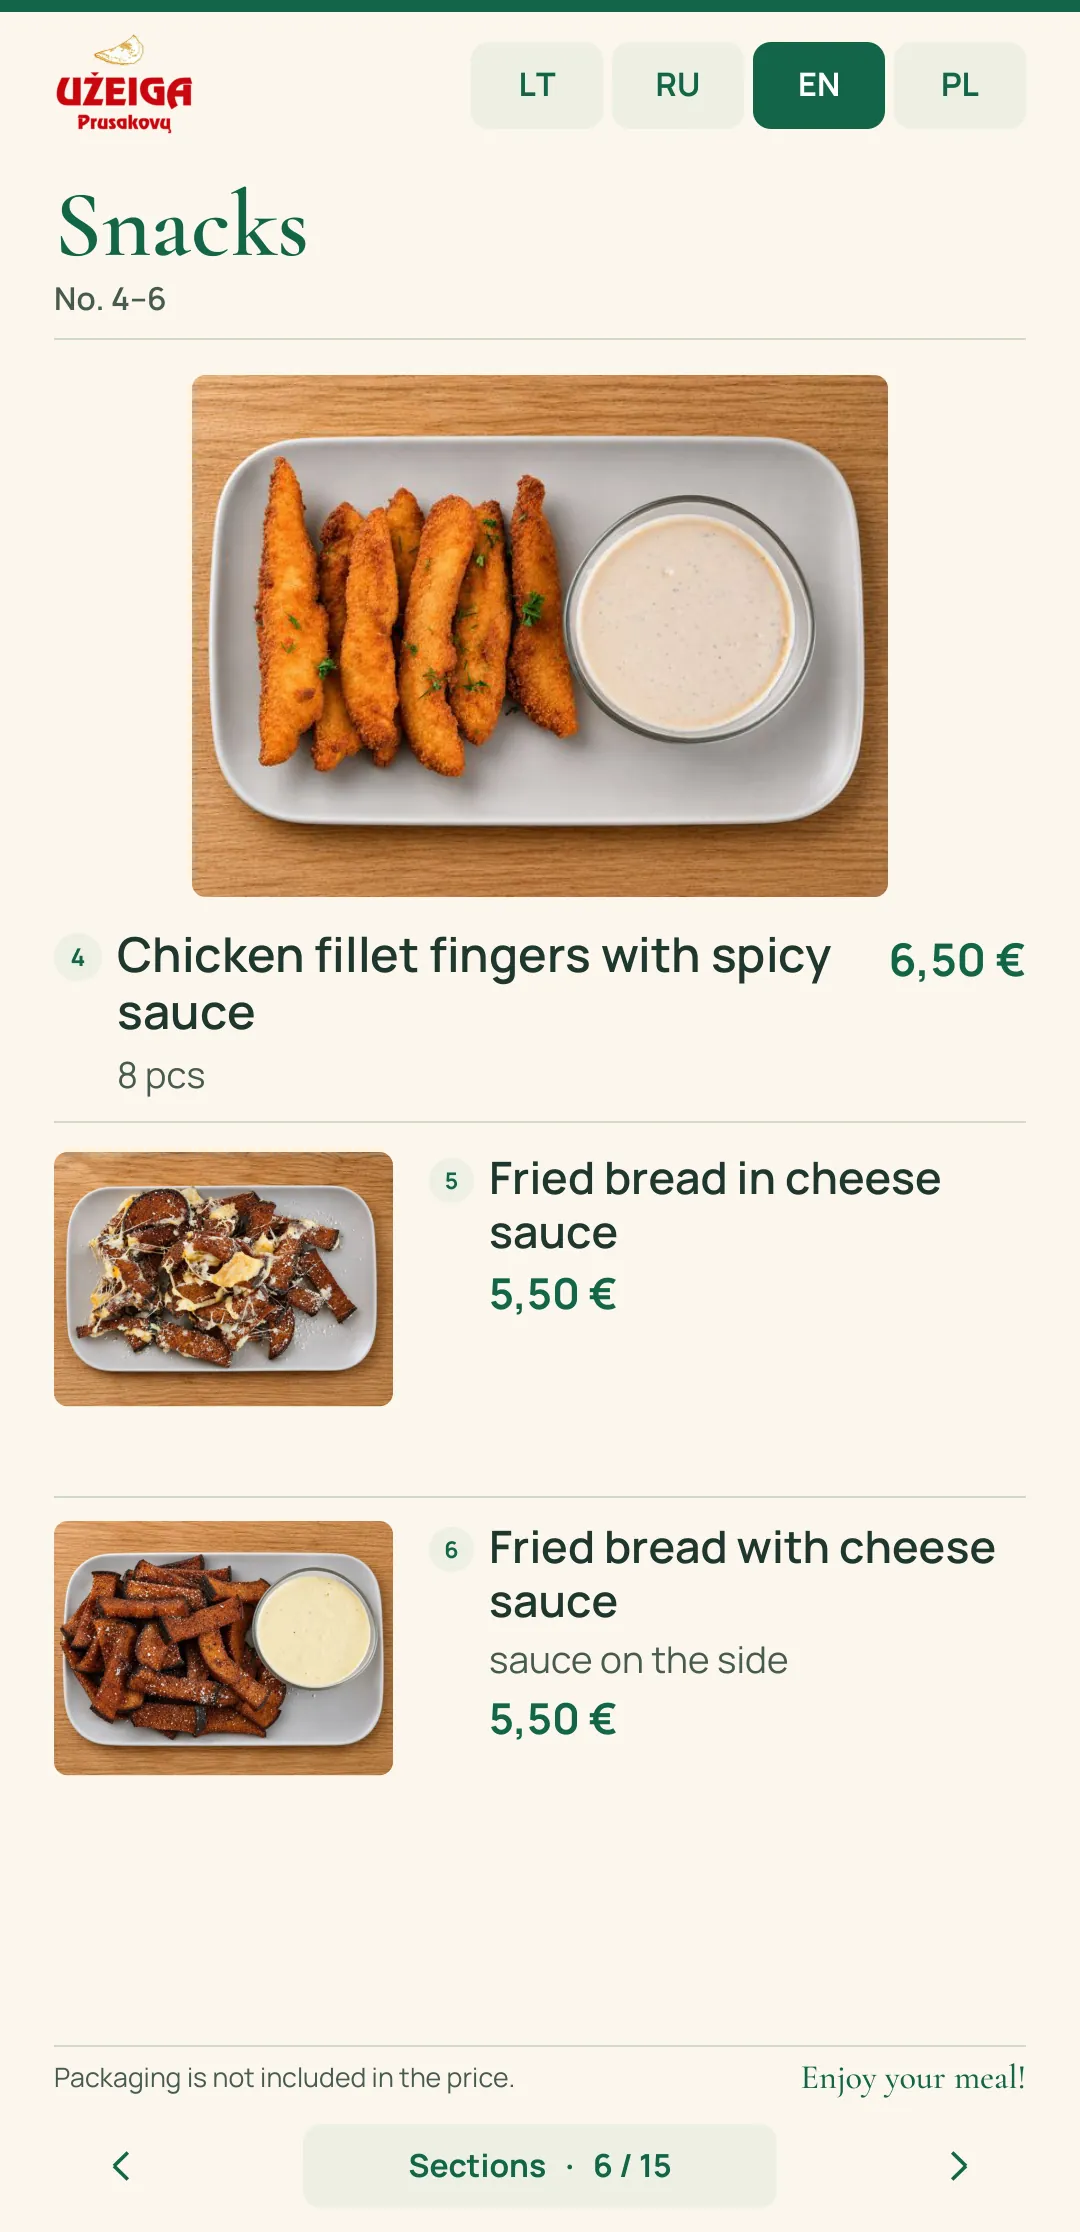 UŽEIGA
Prusakovų
LT
RU
EN
PL
Snacks
No. 4–6
4
Chicken fillet fingers with spicy
sauce
6,50 €
8 pcs
5
Fried bread in cheese
sauce
5,50 €
6
Fried bread with cheese
sauce
sauce on the side
5,50 €
Packaging is not included in the price.
Enjoy your meal!
Sections · 6 / 15